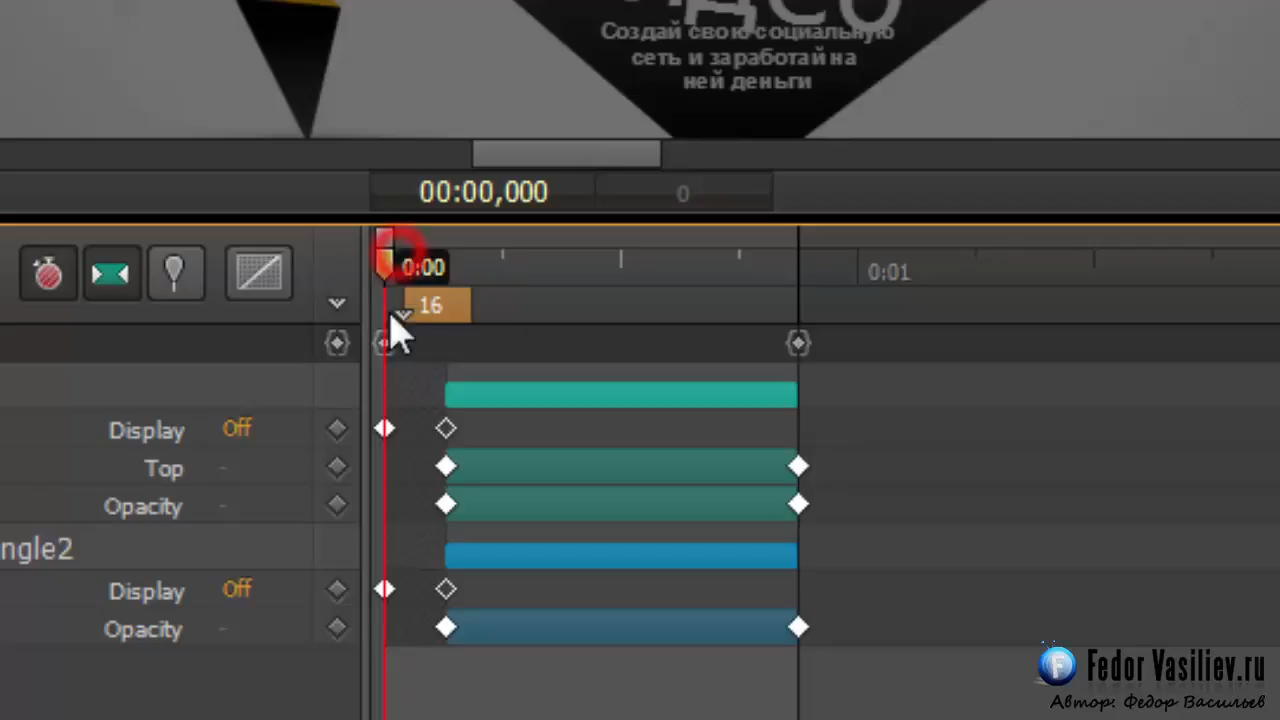 Создай свою социальную
сеть и заработай на
ней деньги
00:00,000
0
0:00
0:01
16
Display Off
Top -
Opacity -
ngle2
Display Off
Opacity -
Fedor Vasiliev.ru
Автор: Федор Васильев